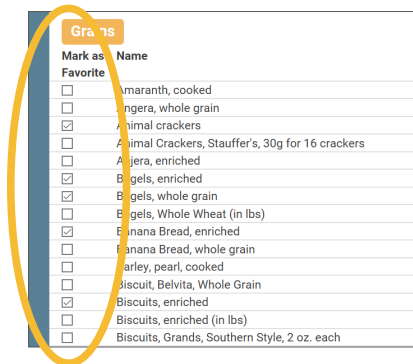 Grains
Mark as Name
Favorite
Amaranth, cooked
Angera, whole grain
Animal crackers
Animal Crackers, Stauffer's, 30g for 16 crackers
Anjera, enriched
Bagels, enriched
Bagels, whole grain
Bagels, Whole Wheat (in lbs)
Banana Bread, enriched
Banana Bread, whole grain
Barley, pearl, cooked
Biscuit, Belvita, Whole Grain
Biscuits, enriched
Biscuits, enriched (in lbs)
Biscuits, Grands, Southern Style, 2 oz. each